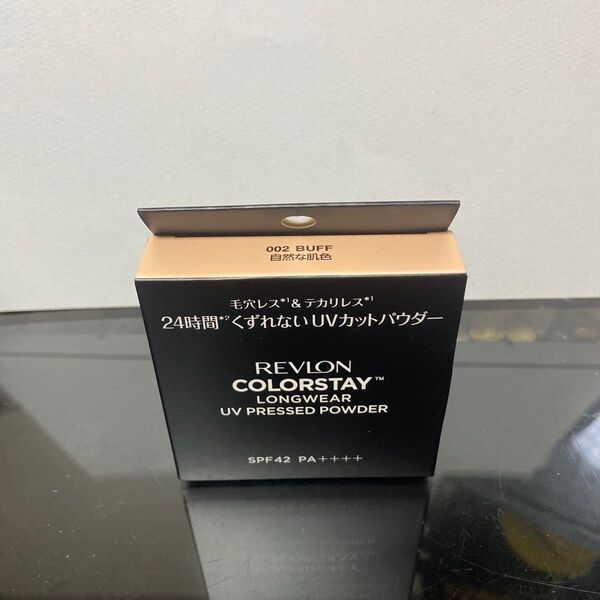 002 BUFF
自然な肌色
毛穴レス*1&テカリレス*1
24時間*2くずれないUVカットパウダー
REVLON
COLORSTAY™
LONGWEAR
UV PRESSED POWDER
SPF42 PA++++